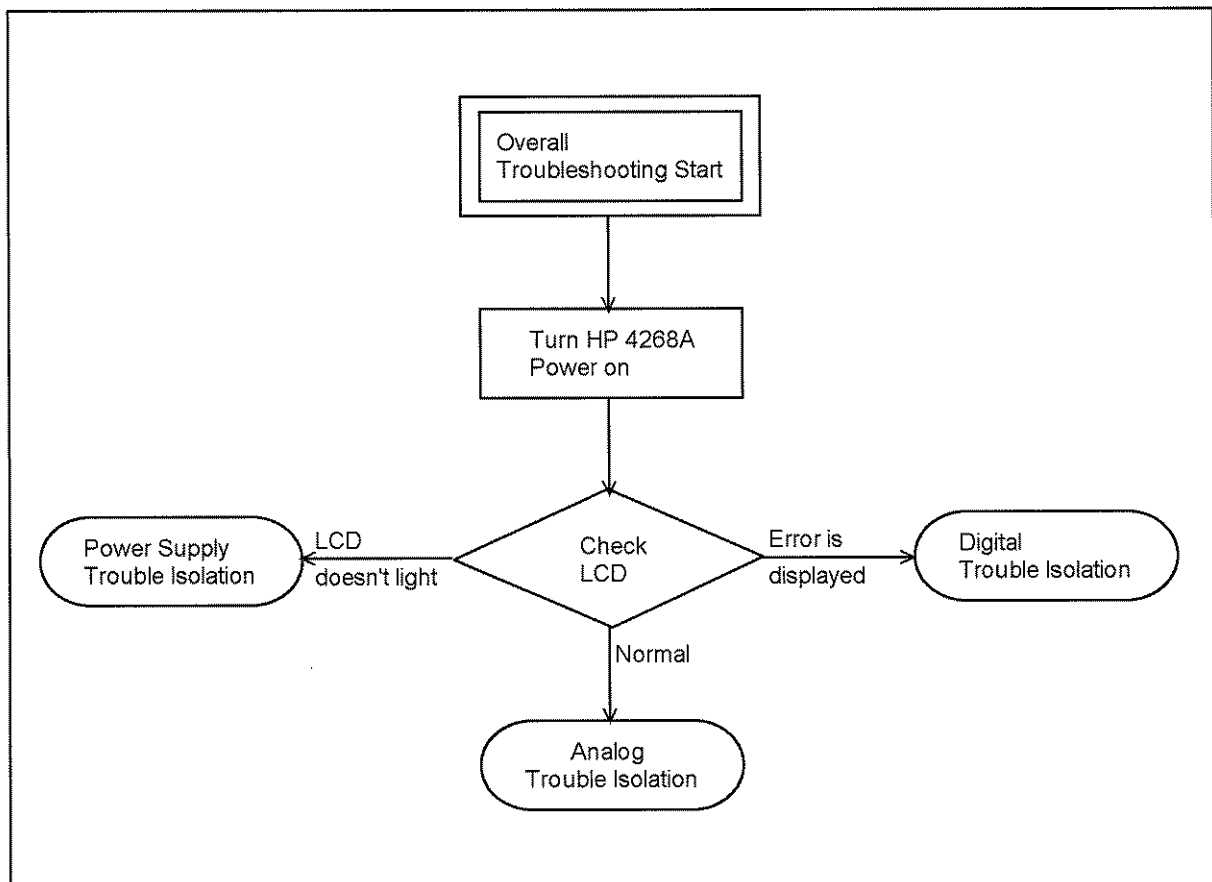 Overall
Troubleshooting Start
Turn HP 4268A
Power on
Check
LCD
LCD
doesn't light
Power Supply
Trouble Isolation
Error is
displayed
Digital
Trouble Isolation
Normal
Analog
Trouble Isolation